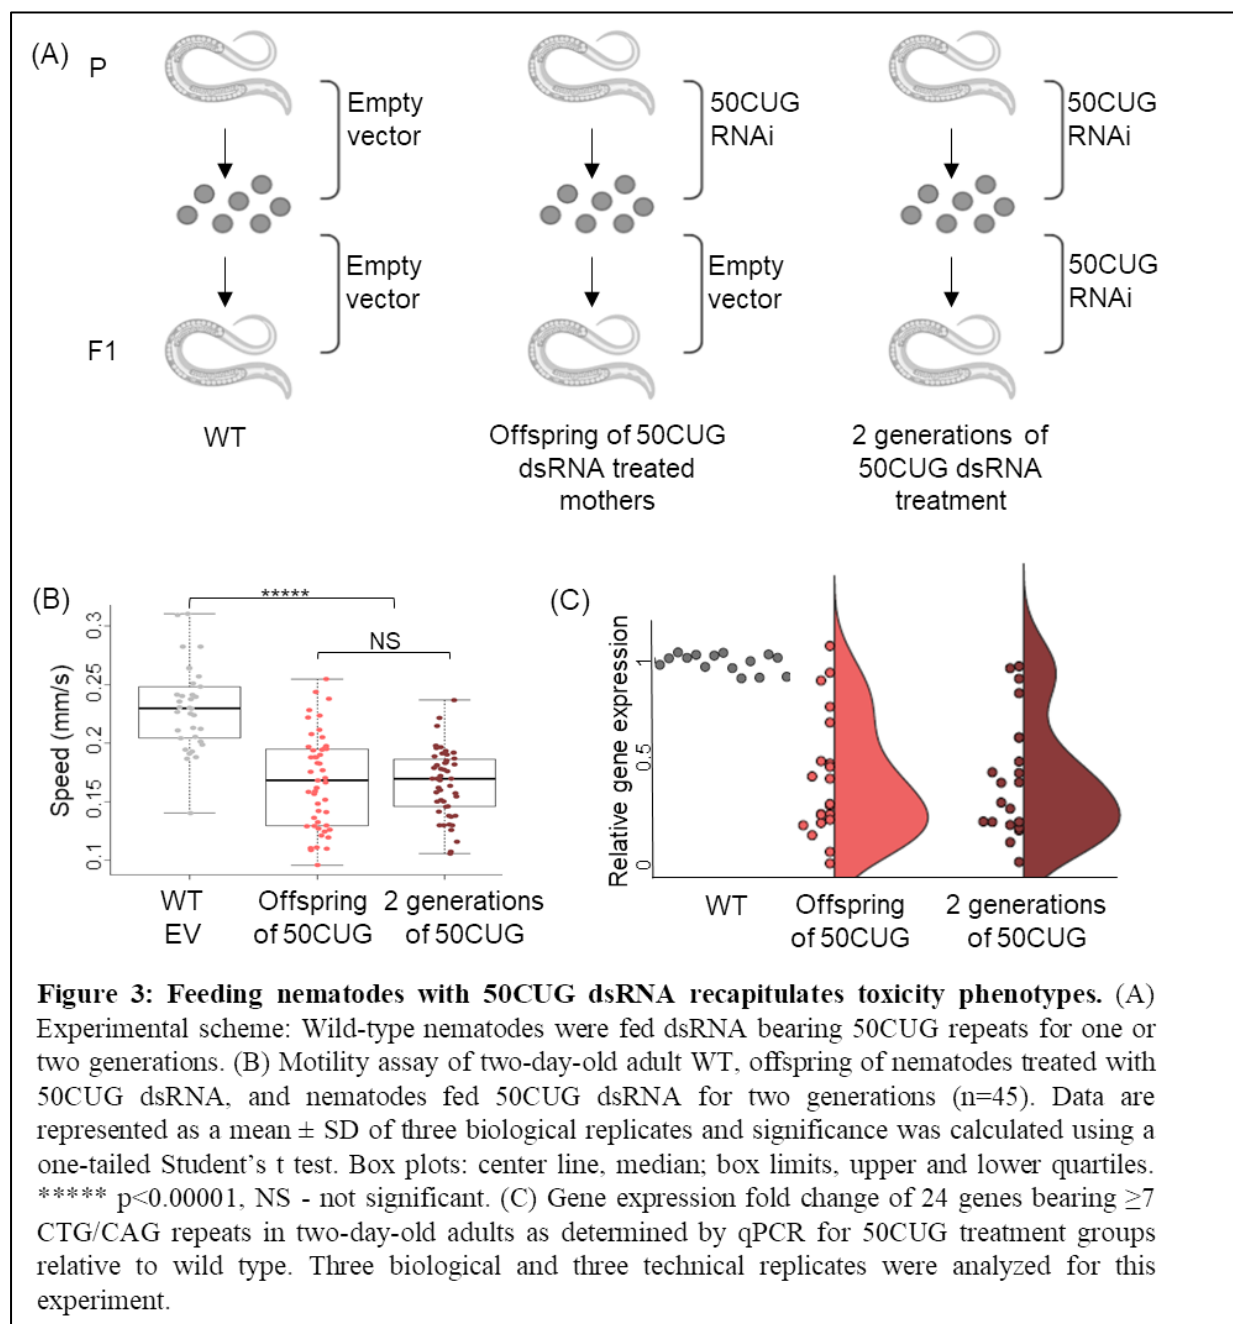 (A)
P
Empty
vector
50CUG
RNAi
50CUG
RNAi
Empty
vector
Empty
vector
50CUG
RNAi
F1
WT
Offspring of 50CUG
dsRNA treated
mothers
2 generations of
50CUG dsRNA
treatment
(B)
*****
NS
Speed (mm/s)
0.3
0.25
0.2
0.15
0.1
WT
EV
Offspring
of 50CUG
2 generations
of 50CUG
(C)
Relative gene expression
1
0.5
0
WT
Offspring
of 50CUG
2 generations
of 50CUG
Figure 3: Feeding nematodes with 50CUG dsRNA recapitulates toxicity phenotypes. (A)
Experimental scheme: Wild-type nematodes were fed dsRNA bearing 50CUG repeats for one or
two generations. (B) Motility assay of two-day-old adult WT, offspring of nematodes treated with
50CUG dsRNA, and nematodes fed 50CUG dsRNA for two generations (n=45). Data are
represented as a mean ± SD of three biological replicates and significance was calculated using a
one-tailed Student’s t test. Box plots: center line, median; box limits, upper and lower quartiles.
***** p<0.00001, NS - not significant. (C) Gene expression fold change of 24 genes bearing ≥7
CTG/CAG repeats in two-day-old adults as determined by qPCR for 50CUG treatment groups
relative to wild type. Three biological and three technical replicates were analyzed for this
experiment.